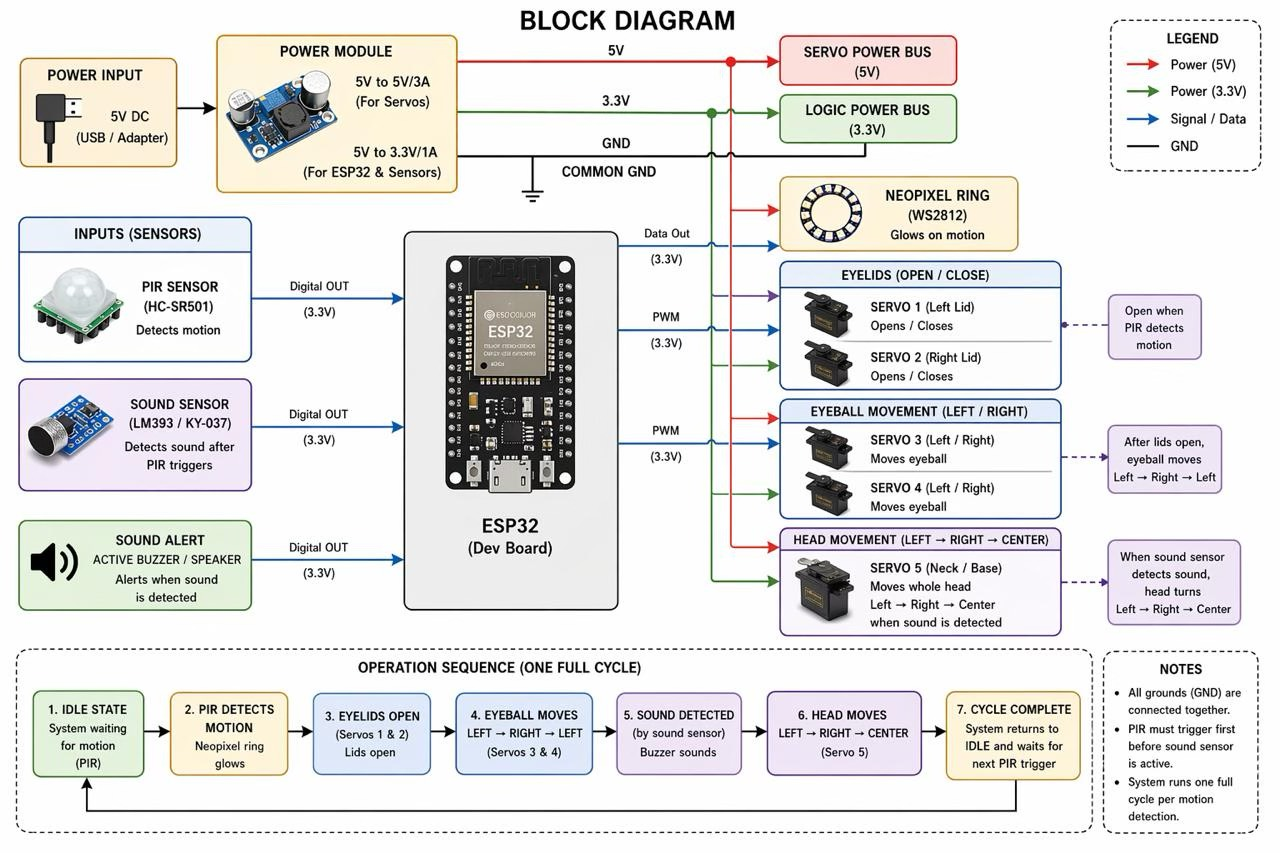 BLOCK DIAGRAM
POWER INPUT
5V DC
(USB / Adapter)
POWER MODULE
5V to 5V/3A
(For Servos)
5V to 3.3V/1A
(For ESP32 & Sensors)
5V
3.3V
GND
COMMON GND
SERVO POWER BUS
(5V)
LOGIC POWER BUS
(3.3V)
LEGEND
Power (5V)
Power (3.3V)
Signal / Data
GND
INPUTS (SENSORS)
PIR SENSOR
(HC-SR501)
Detects motion
Digital OUT
(3.3V)
SOUND SENSOR
(LM393 / KY-037)
Detects sound after
PIR triggers
Digital OUT
(3.3V)
SOUND ALERT
ACTIVE BUZZER / SPEAKER
Alerts when sound
is detected
Digital OUT
(3.3V)
ESP32
ESP32
(Dev Board)
Data Out
(3.3V)
PWM
(3.3V)
PWM
(3.3V)
NEOPIXEL RING
(WS2812)
Glows on motion
EYELIDS (OPEN / CLOSE)
SERVO 1 (Left Lid)
Opens / Closes
SERVO 2 (Right Lid)
Opens / Closes
Open when
PIR detects
motion
EYEBALL MOVEMENT (LEFT / RIGHT)
SERVO 3 (Left / Right)
Moves eyeball
SERVO 4 (Left / Right)
Moves eyeball
After lids open,
eyeball moves
Left → Right → Left
HEAD MOVEMENT (LEFT → RIGHT → CENTER)
SERVO 5 (Neck / Base)
Moves whole head
Left → Right → Center
when sound is detected
When sound sensor
detects sound,
head turns
Left → Right → Center
OPERATION SEQUENCE (ONE FULL CYCLE)
1. IDLE STATE
System waiting
for motion
(PIR)
2. PIR DETECTS
MOTION
Neopixel ring
glows
3. EYELIDS OPEN
(Servos 1 & 2)
Lids open
4. EYEBALL MOVES
LEFT → RIGHT → LEFT
(Servos 3 & 4)
5. SOUND DETECTED
(by sound sensor)
Buzzer sounds
6. HEAD MOVES
LEFT → RIGHT → CENTER
(Servo 5)
7. CYCLE COMPLETE
System returns to
IDLE and waits for
next PIR trigger
NOTES
• All grounds (GND) are
connected together.
• PIR must trigger first
before sound sensor
is active.
• System runs one full
cycle per motion
detection.